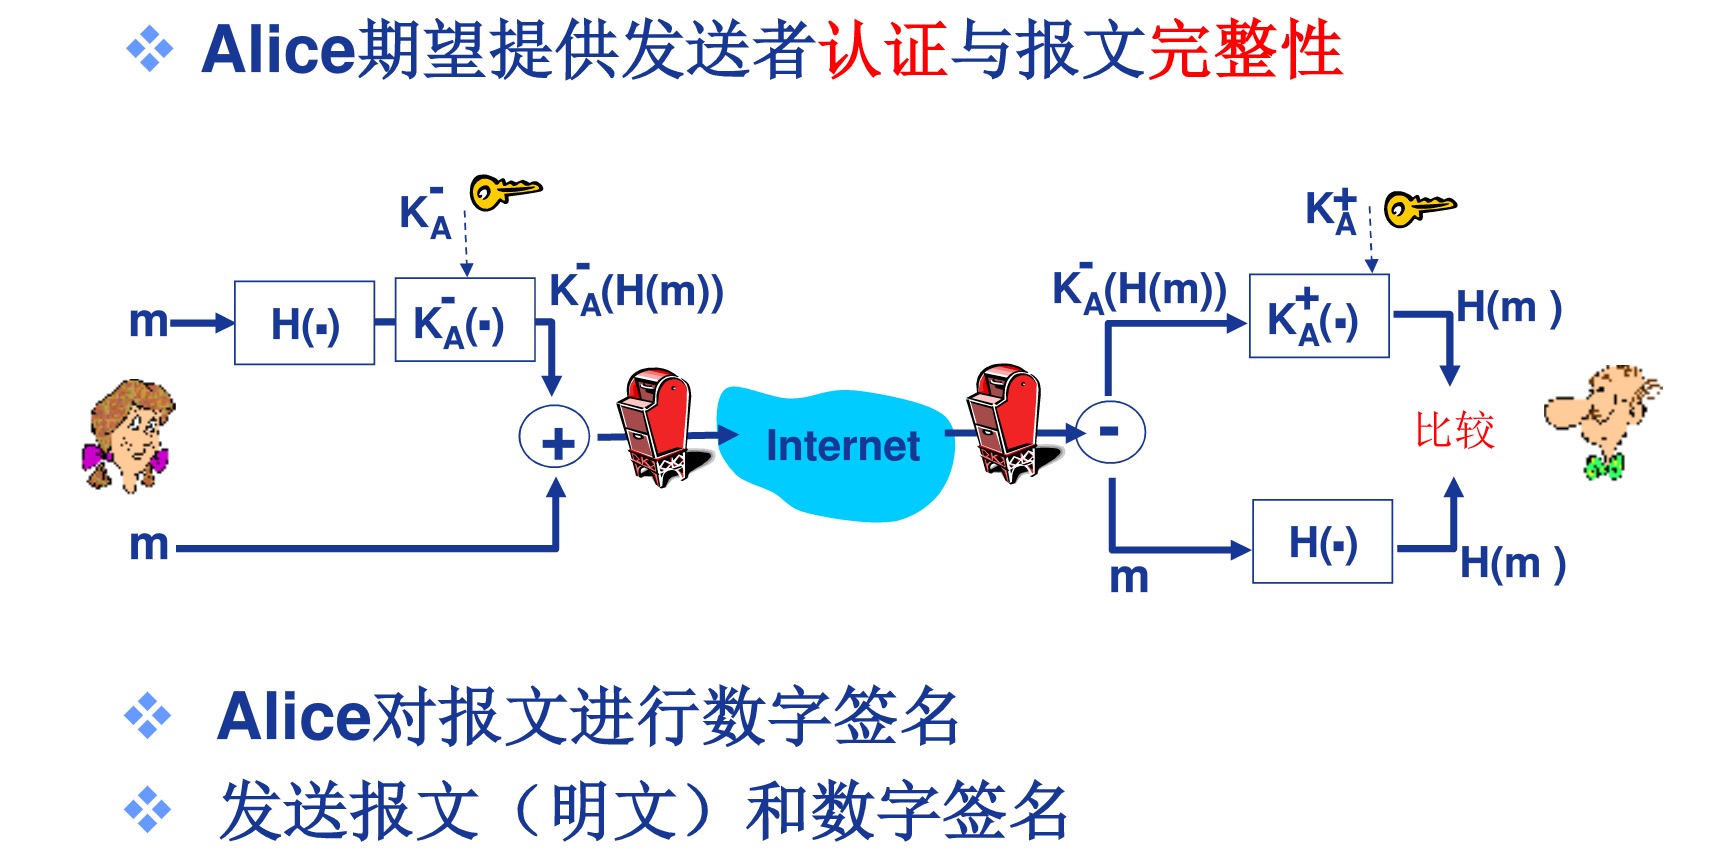 Alice期望提供发送者认证与报文完整性
K_A^-
K_A^+
m
H(·)
K_A^-(·)
K_A^-(H(m))
K_A^-(H(m))
K_A^+(·)
H(m )
+
Internet
-
比较
m
m
H(·)
H(m )
Alice对报文进行数字签名
发送报文（明文）和数字签名